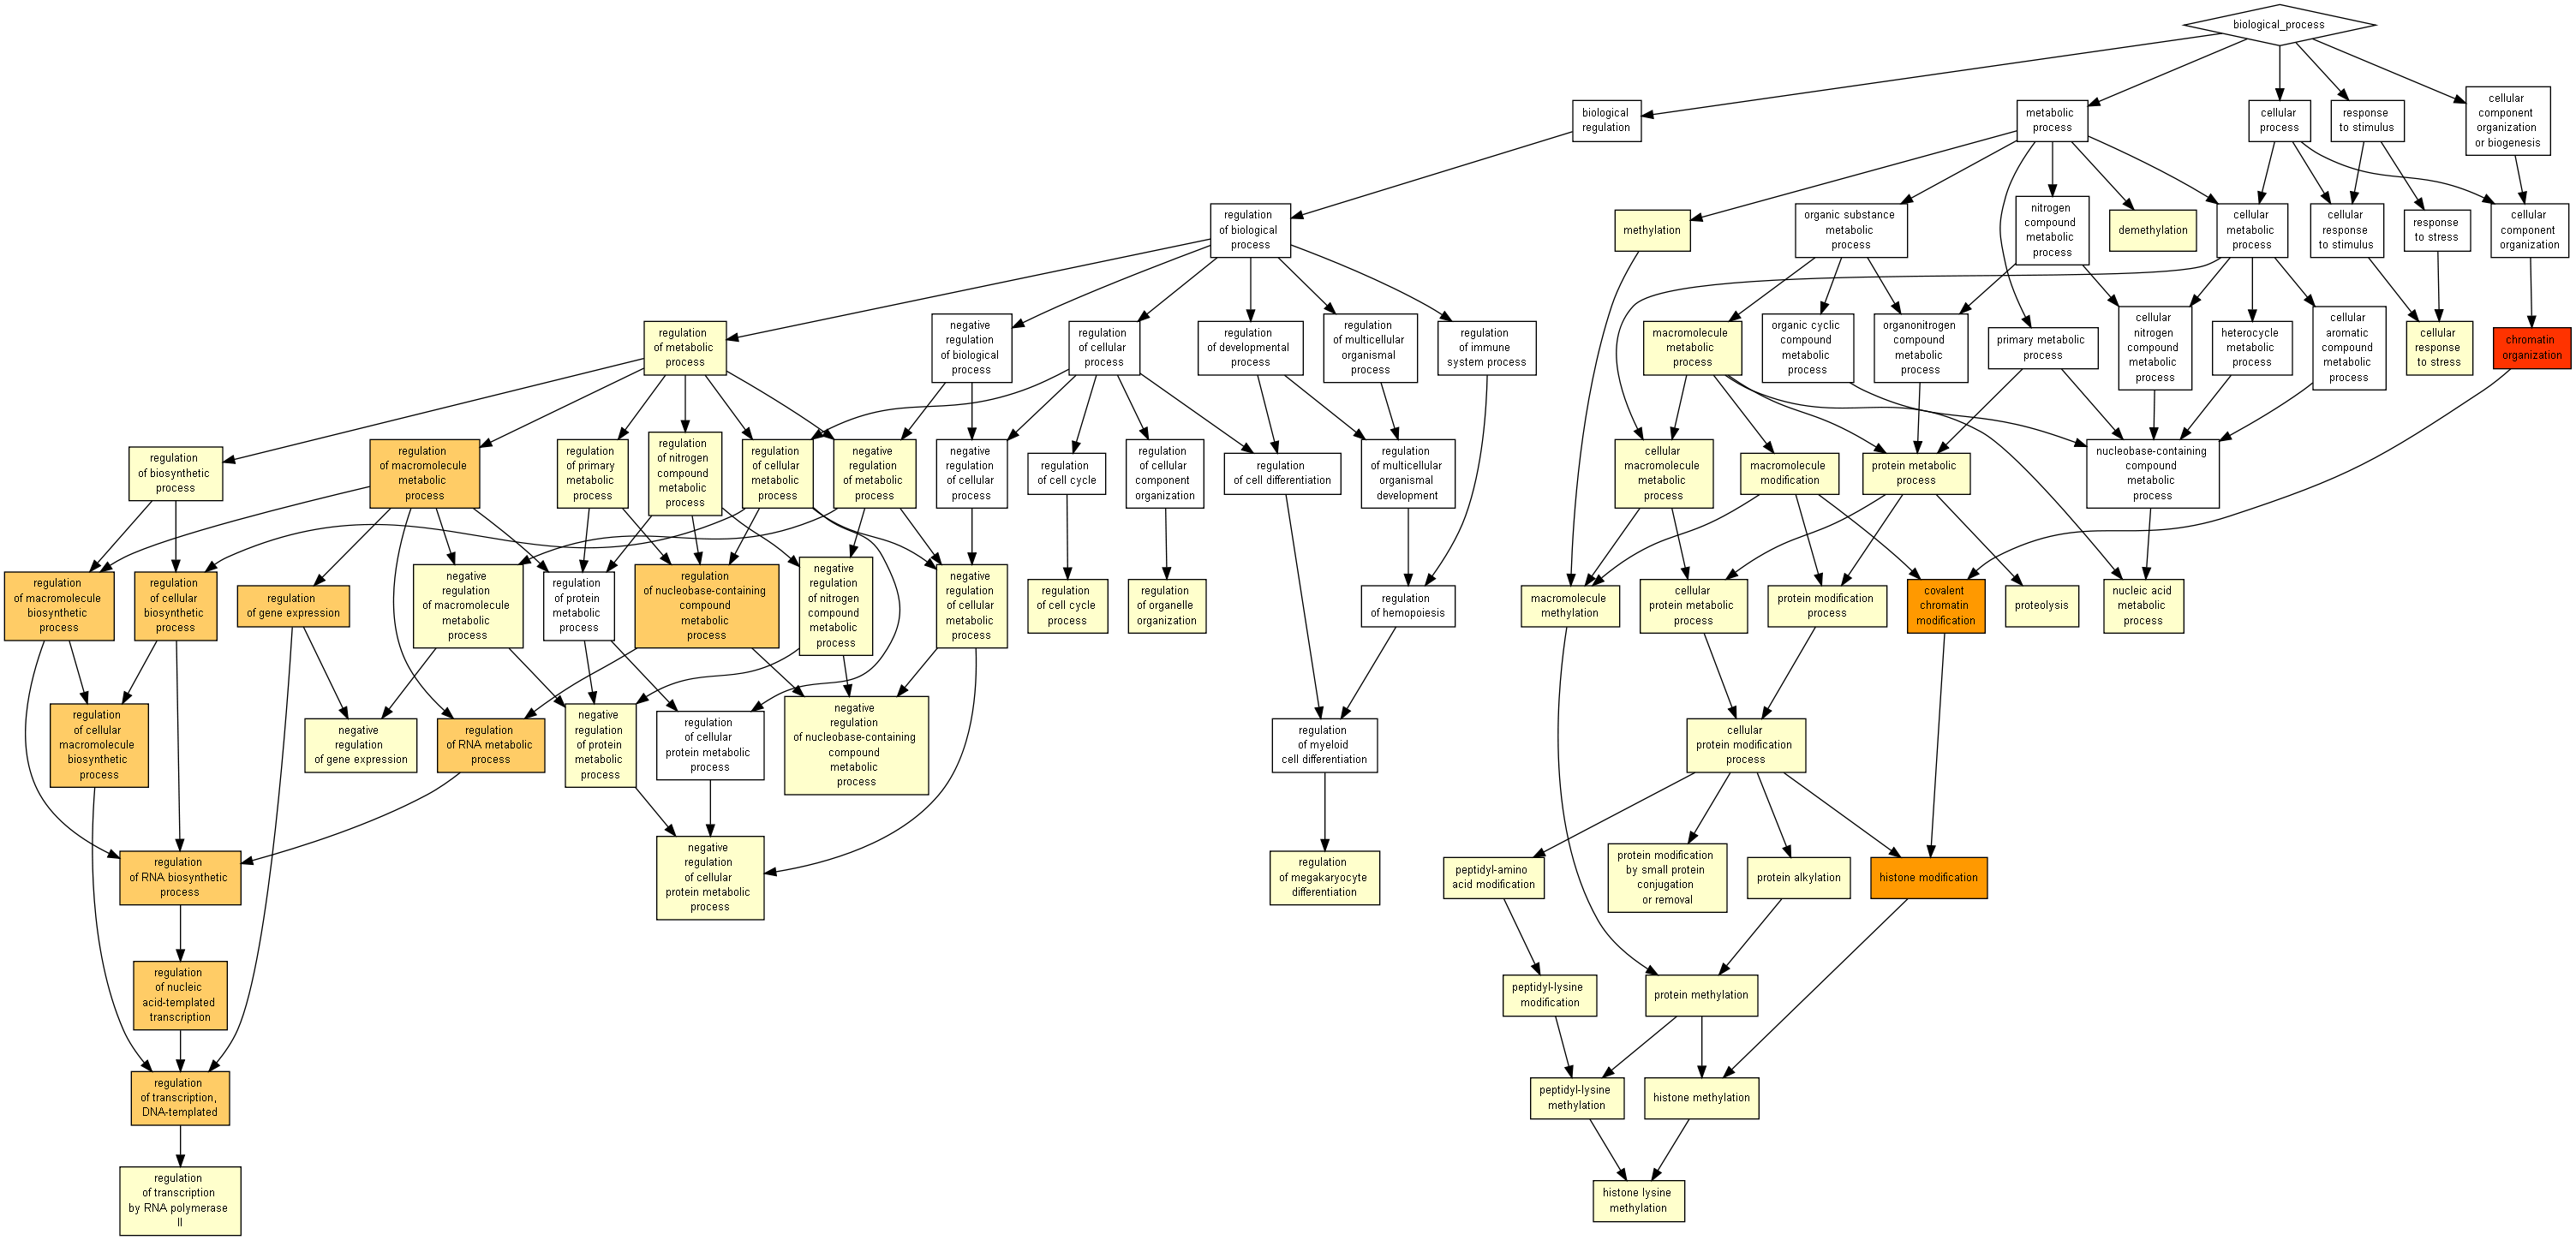 biological_process
biological
regulation
metabolic
process
cellular
process
response
to stimulus
cellular
component
organization
or biogenesis
regulation
of biological
process
methylation
organic substance
metabolic
process
nitrogen
compound
metabolic
process
demethylation
cellular
metabolic
process
cellular
response
to stimulus
response
to stress
cellular
component
organization
regulation
of metabolic
process
negative
regulation
of biological
process
regulation
of cellular
process
regulation
of developmental
process
regulation
of multicellular
organismal
process
regulation
of immune
system process
macromolecule
metabolic
process
organic cyclic
compound
metabolic
process
organonitrogen
compound
metabolic
process
primary metabolic
process
cellular
nitrogen
compound
metabolic
process
heterocycle
metabolic
process
cellular
aromatic
compound
metabolic
process
cellular
response
to stress
chromatin
organization
regulation
of biosynthetic
process
regulation
of macromolecule
metabolic
process
regulation
of primary
metabolic
process
regulation
of nitrogen
compound
metabolic
process
regulation
of cellular
metabolic
process
negative
regulation
of metabolic
process
negative
regulation
of cellular
process
regulation
of cell cycle
regulation
of cellular
component
organization
regulation
of cell differentiation
regulation
of multicellular
organismal
development
cellular
macromolecule
metabolic
process
macromolecule
modification
protein metabolic
process
nucleobase-containing
compound
metabolic
process
regulation
of macromolecule
biosynthetic
process
regulation
of cellular
biosynthetic
process
regulation
of gene expression
negative
regulation
of macromolecule
metabolic
process
regulation
of protein
metabolic
process
regulation
of nucleobase-containing
compound
metabolic
process
negative
regulation
of nitrogen
compound
metabolic
process
negative
regulation
of cellular
metabolic
process
regulation
of cell cycle
process
regulation
of organelle
organization
regulation
of hemopoiesis
macromolecule
methylation
cellular
protein metabolic
process
protein modification
process
covalent
chromatin
modification
proteolysis
nucleic acid
metabolic
process
regulation
of cellular
macromolecule
biosynthetic
process
negative
regulation
of gene expression
regulation
of RNA metabolic
process
negative
regulation
of protein
metabolic
process
regulation
of cellular
protein metabolic
process
negative
regulation
of nucleobase-containing
compound
metabolic
process
regulation
of myeloid
cell differentiation
cellular
protein modification
process
regulation
of RNA biosynthetic
process
negative
regulation
of cellular
protein metabolic
process
regulation
of megakaryocyte
differentiation
peptidyl-amino
acid modification
protein modification
by small protein
conjugation
or removal
protein alkylation
histone modification
regulation
of nucleic
acid-templated
transcription
peptidyl-lysine
modification
protein methylation
regulation
of transcription,
DNA-templated
peptidyl-lysine
methylation
histone methylation
regulation
of transcription
by RNA polymerase
II
histone lysine
methylation